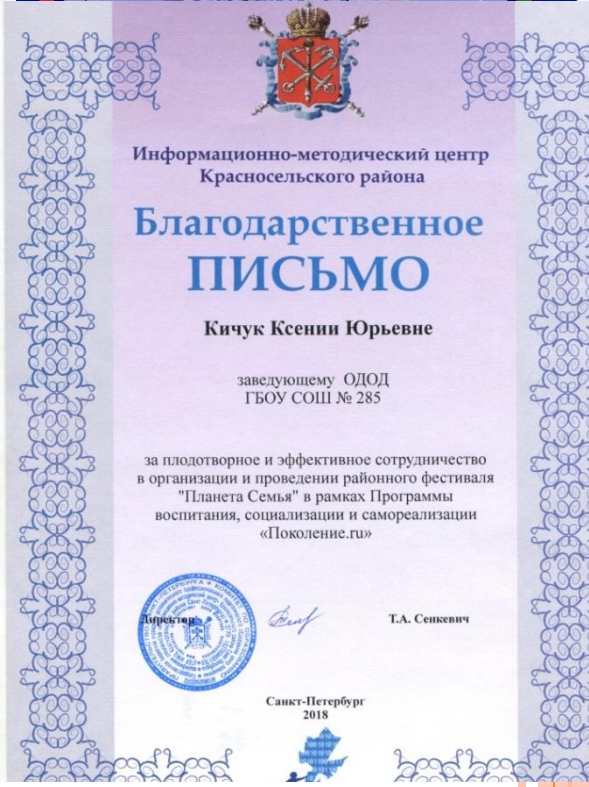 Информационно-методический центр
Красносельского района
Благодарственное
ПИСЬМО
Кичук Ксении Юрьевне
заведующему ОДОД
ГБОУ СОШ № 285
за плодотворное и эффективное сотрудничество
в организации и проведении районного фестиваля
"Планета Семья" в рамках Программы
воспитания, социализации и самореализации
«Поколение.ru»
Директор
Т.А. Сенкевич
Санкт-Петербург
2018